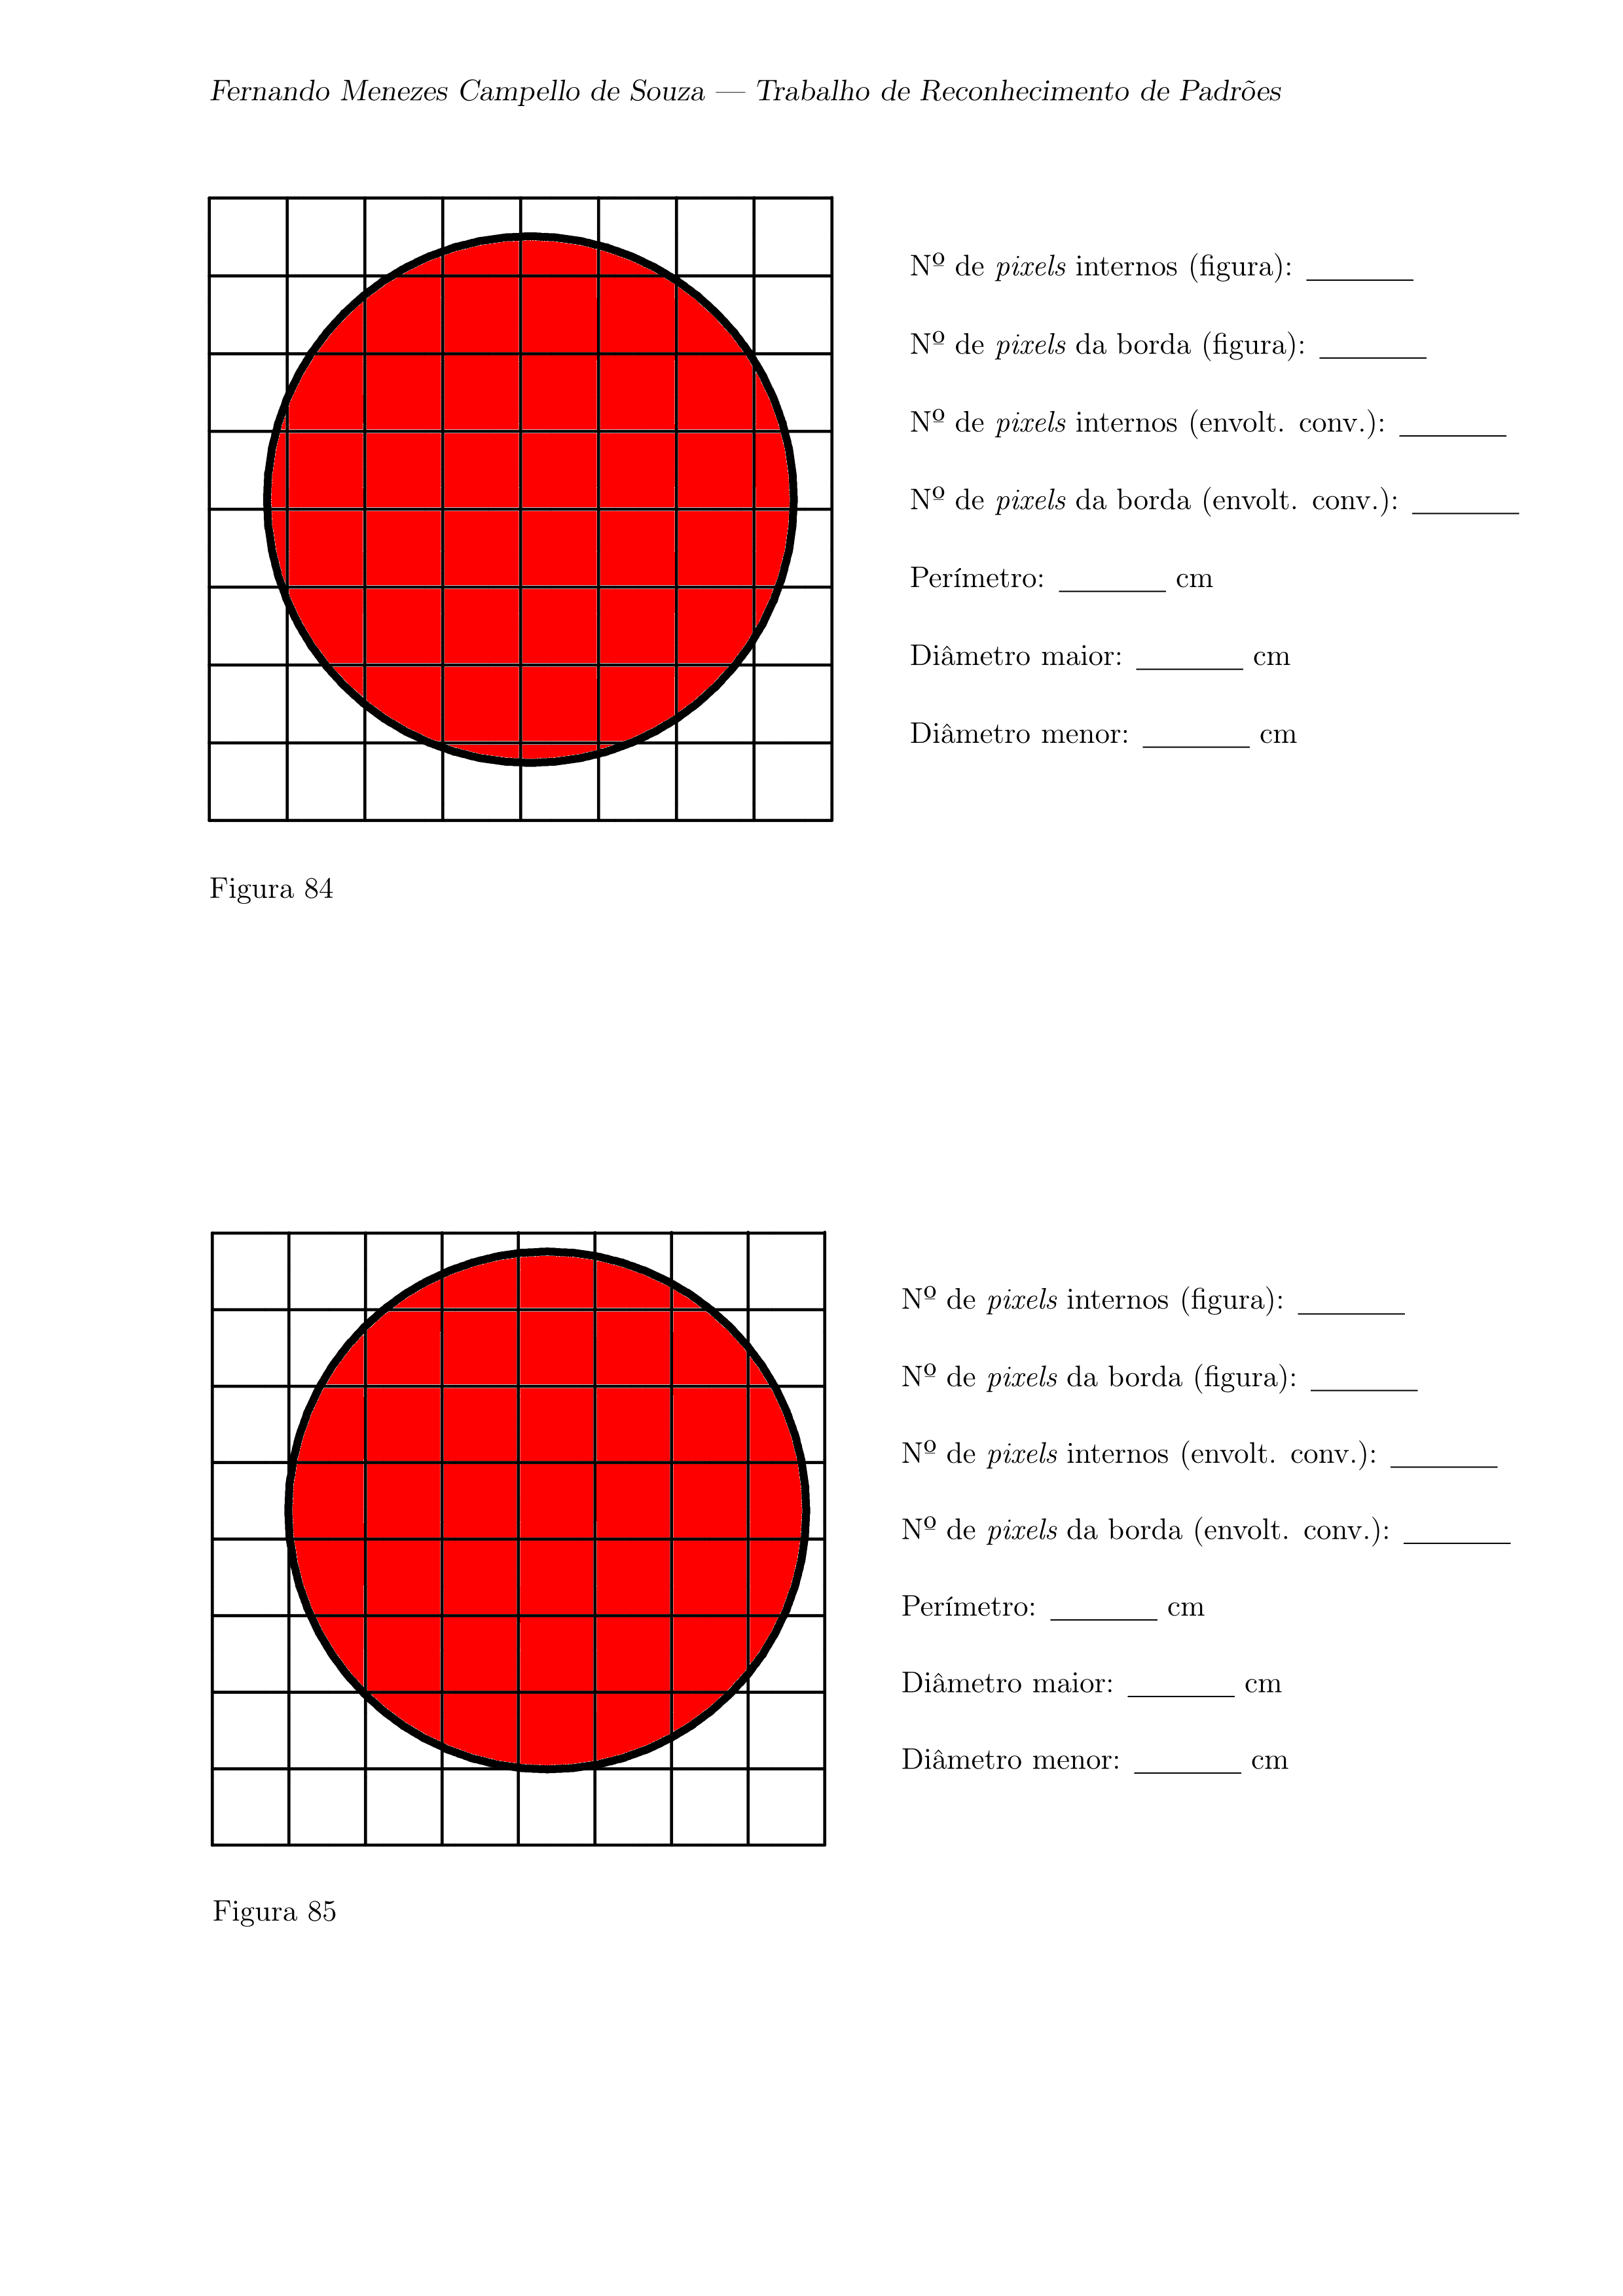 Fernando Menezes Campello de Souza — Trabalho de Reconhecimento de Padrões
Nº de pixels internos (figura): _______
Nº de pixels da borda (figura): _______
Nº de pixels internos (envolt. conv.): _______
Nº de pixels da borda (envolt. conv.): _______
Perímetro: _______ cm
Diâmetro maior: _______ cm
Diâmetro menor: _______ cm
Figura 84
Nº de pixels internos (figura): _______
Nº de pixels da borda (figura): _______
Nº de pixels internos (envolt. conv.): _______
Nº de pixels da borda (envolt. conv.): _______
Perímetro: _______ cm
Diâmetro maior: _______ cm
Diâmetro menor: _______ cm
Figura 85